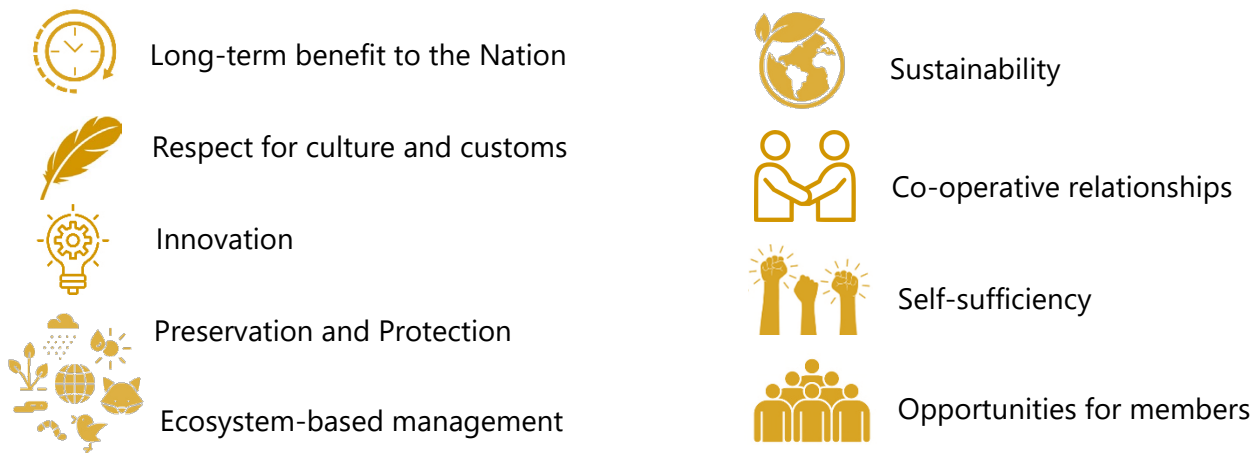 Long-term benefit to the Nation
Respect for culture and customs
Innovation
Preservation and Protection
Ecosystem-based management
Sustainability
Co-operative relationships
Self-sufficiency
Opportunities for members